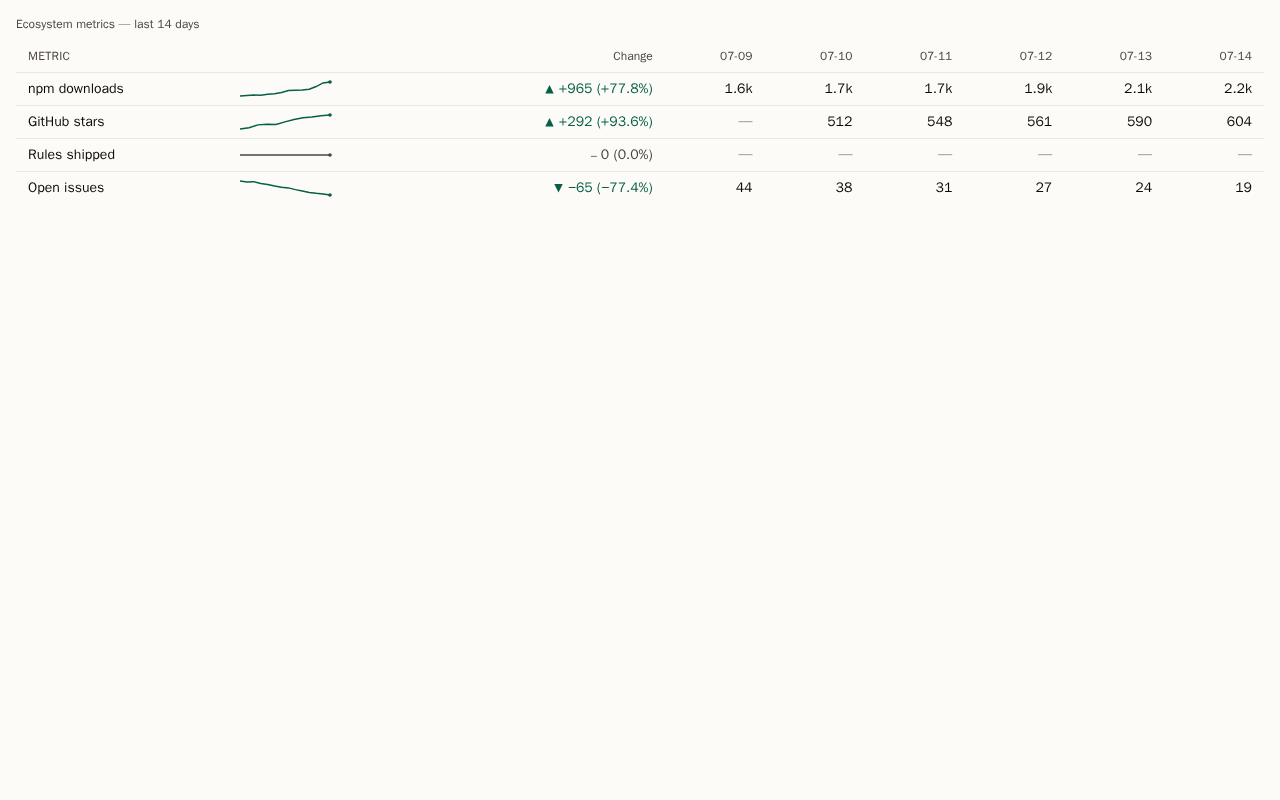 Ecosystem metrics — last 14 days
METRIC Change 07-09 07-10 07-11 07-12 07-13 07-14
npm downloads ▲ +965 (+77.8%) 1.6k 1.7k 1.7k 1.9k 2.1k 2.2k
GitHub stars ▲ +292 (+93.6%) — 512 548 561 590 604
Rules shipped – 0 (0.0%) — — — — — —
Open issues ▼ −65 (−77.4%) 44 38 31 27 24 19